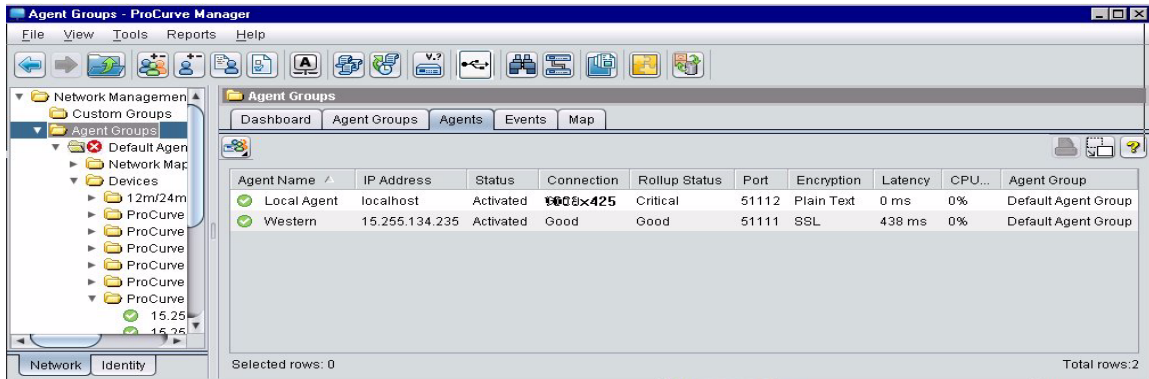 Agent Groups - ProCurve Manager
File View Tools Reports Help
Network Managemen
Custom Groups
Agent Groups
Default Agen
Network Map
Devices
12m/24m
ProCurve
ProCurve
ProCurve
ProCurve
ProCurve
ProCurve
15.25
15.25
Network Identity
Agent Groups
Dashboard Agent Groups Agents Events Map
Agent Name IP Address Status Connection Rollup Status Port Encryption Latency CPU... Agent Group
Local Agent localhost Activated Critical 51112 Plain Text 0 ms 0% Default Agent Group
Western 15.255.134.235 Activated Good Good 51111 SSL 438 ms 0% Default Agent Group
Selected rows: 0 Total rows:2